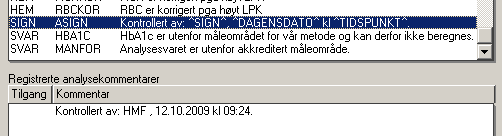 HEM RBCKOR RBC er korrigert pga høyt LPK
SIGN ASIGN Kontrollert av: ^SIGN^, ^DAGENSDATO^ kl ^TIDSPUNKT^.
SVAR HBA1C HbA1c er utenfor måleområdet for vår metode og kan derfor ikke beregnes.
SVAR MANFOR Analysesvaret er utenfor akkreditert måleområde.
Registrerte analysekommentarer
Tilgang Kommentar
Kontrollert av: HMF , 12.10.2009 kl 09:24.